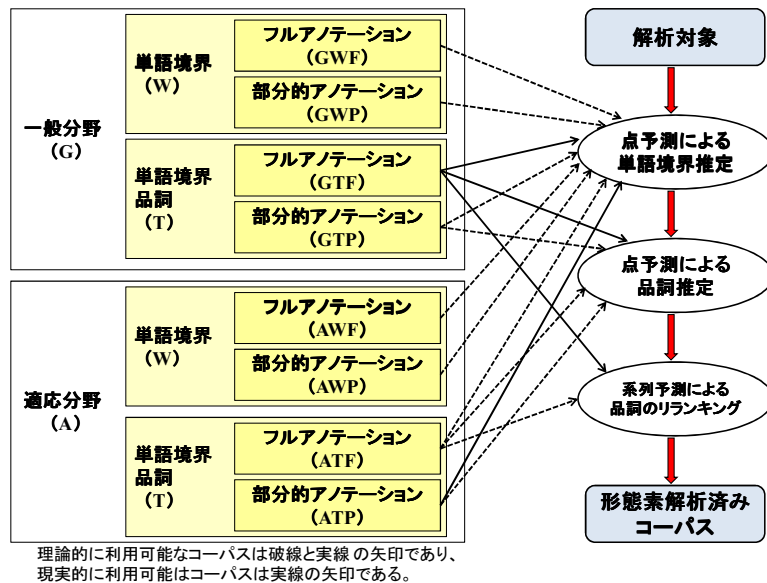 一般分野
(G)
単語境界
(W)
フルアノテーション
(GWF)
部分的アノテーション
(GWP)
単語境界
品詞
(T)
フルアノテーション
(GTF)
部分的アノテーション
(GTP)
適応分野
(A)
単語境界
(W)
フルアノテーション
(AWF)
部分的アノテーション
(AWP)
単語境界
品詞
(T)
フルアノテーション
(ATF)
部分的アノテーション
(ATP)
解析対象
点予測による
単語境界推定
点予測による
品詞推定
系列予測による
品詞のリランキング
形態素解析済み
コーパス
理論的に利用可能なコーパスは破線と実線の矢印であり、
現実的に利用可能はコーパスは実線の矢印である。